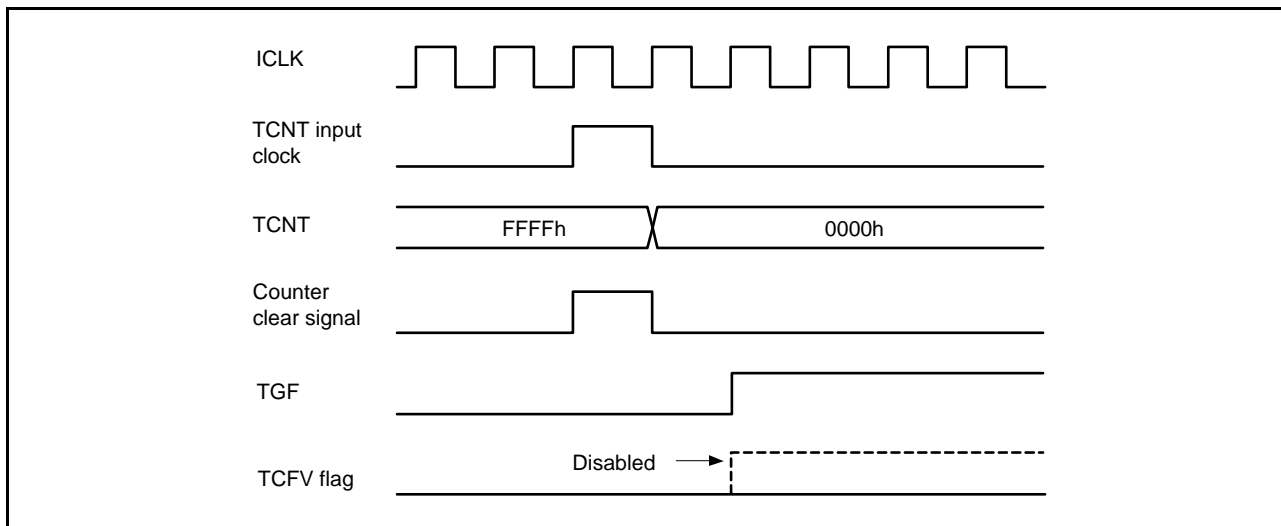 ICLK
TCNT input
clock
TCNT
FFFFh
0000h
Counter
clear signal
TGF
Disabled
TCFV flag